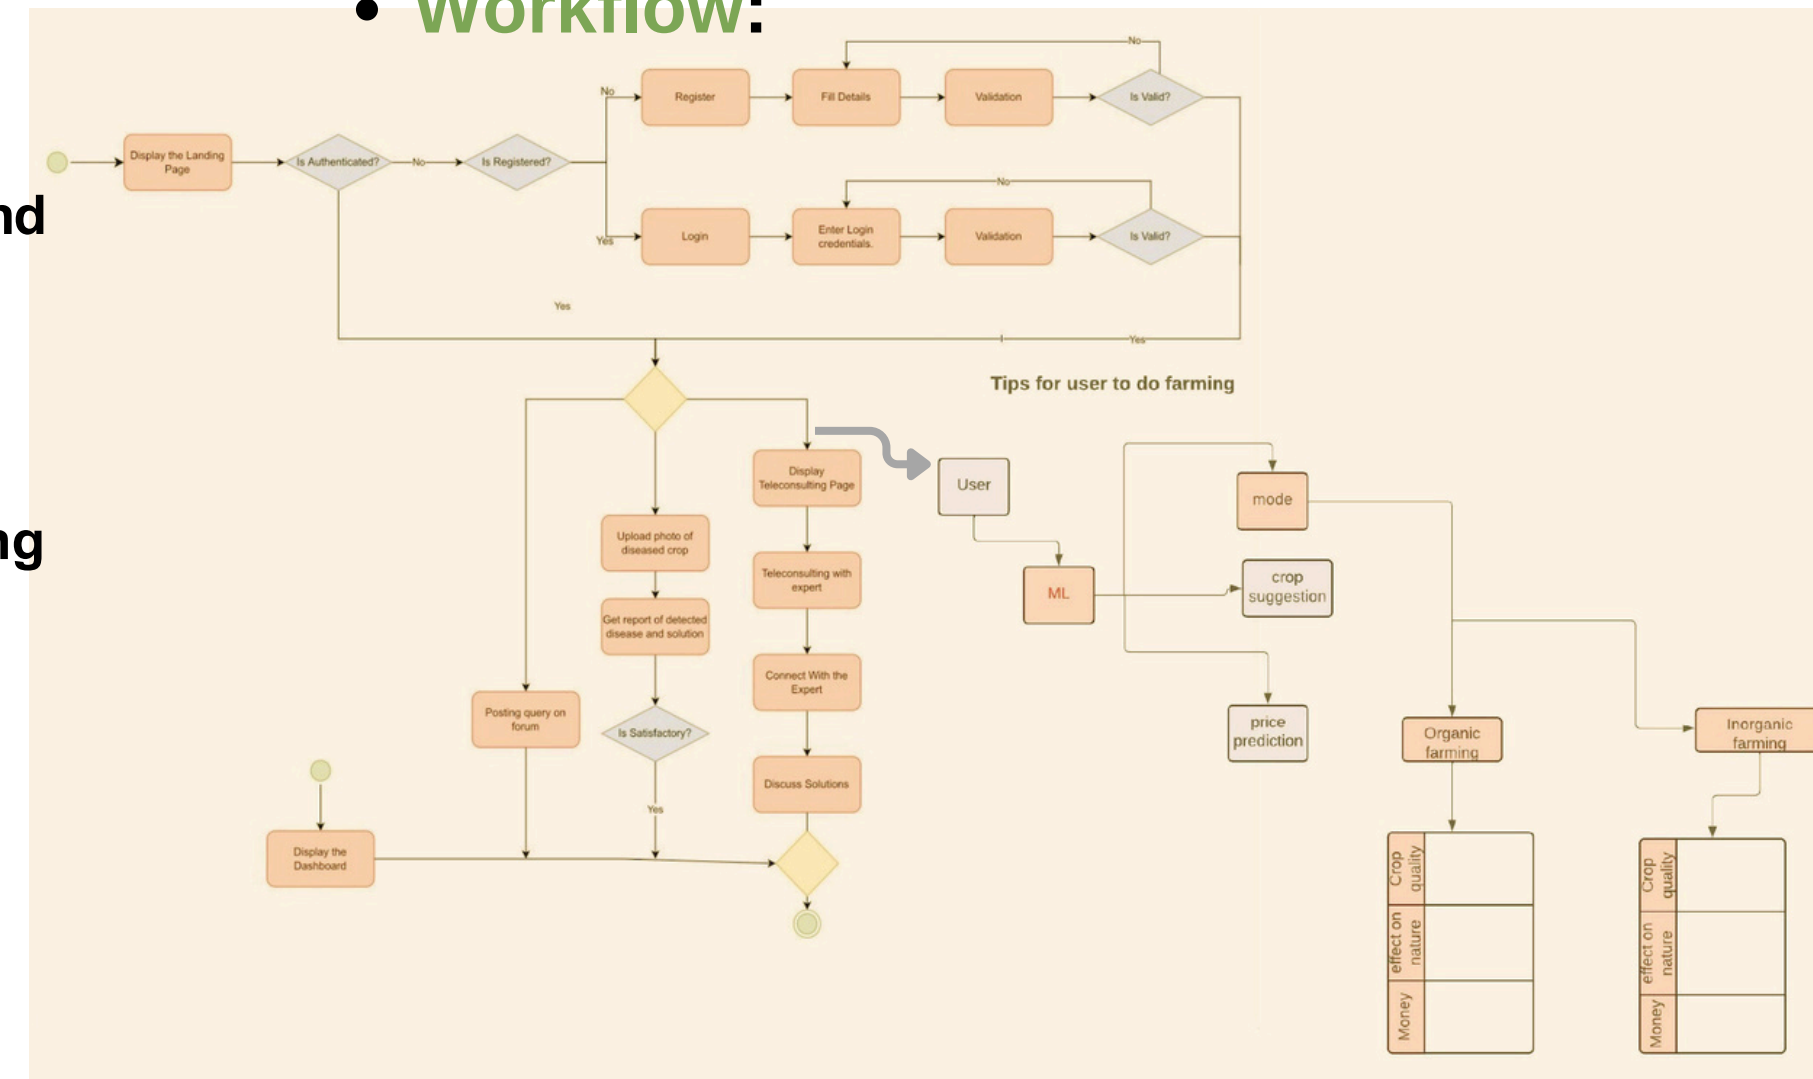 • Workflow:
No
No
Register
Fill Details
Validation
Is Valid?
Display the Landing
Page
Is Authenticated?
No
Is Registered?
No
nd
Yes
Login
Enter Login
credentials.
Validation
Is Valid?
Yes
Yes
Tips for user to do farming
Display
Teleconsulting Page
User
mode
Upload photo of
diseased crop
ng
Teleconsulting with
expert
ML
crop
suggestion
Get report of detected
disease and solution
Connect With the
Expert
Posting query on
forum
Is Satisfactory?
price
prediction
Organic
farming
Inorganic
farming
Discuss Solutions
Yes
Display the
Dashboard
Crop
quality
effect on
nature
Money
Crop
quality
effect on
nature
Money